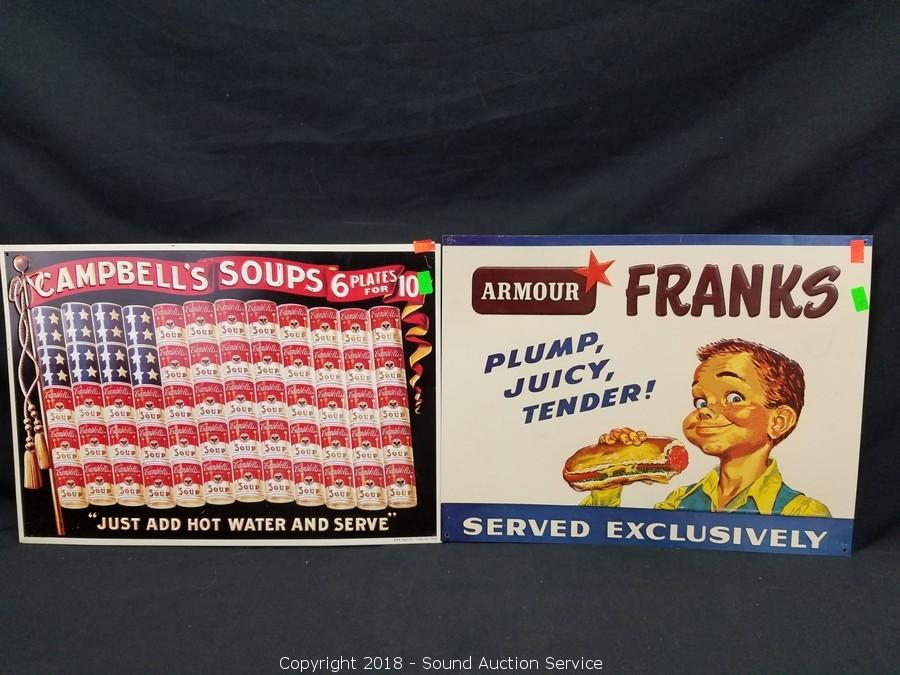 CAMPBELL'S SOUPS 6 PLATES FOR 10
"JUST ADD HOT WATER AND SERVE"
ARMOUR FRANKS
PLUMP,
JUICY,
TENDER!
SERVED EXCLUSIVELY
Copyright 2018 - Sound Auction Service